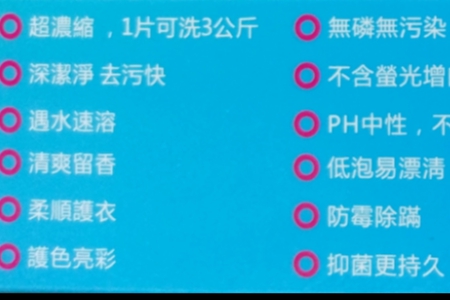 超濃縮，1片可洗3公斤
深潔淨 去污快
遇水速溶
清爽留香
柔順護衣
護色亮彩
無磷無污染
不含螢光增
PH中性，不
低泡易漂淸
防霉除蹣
抑菌更持久